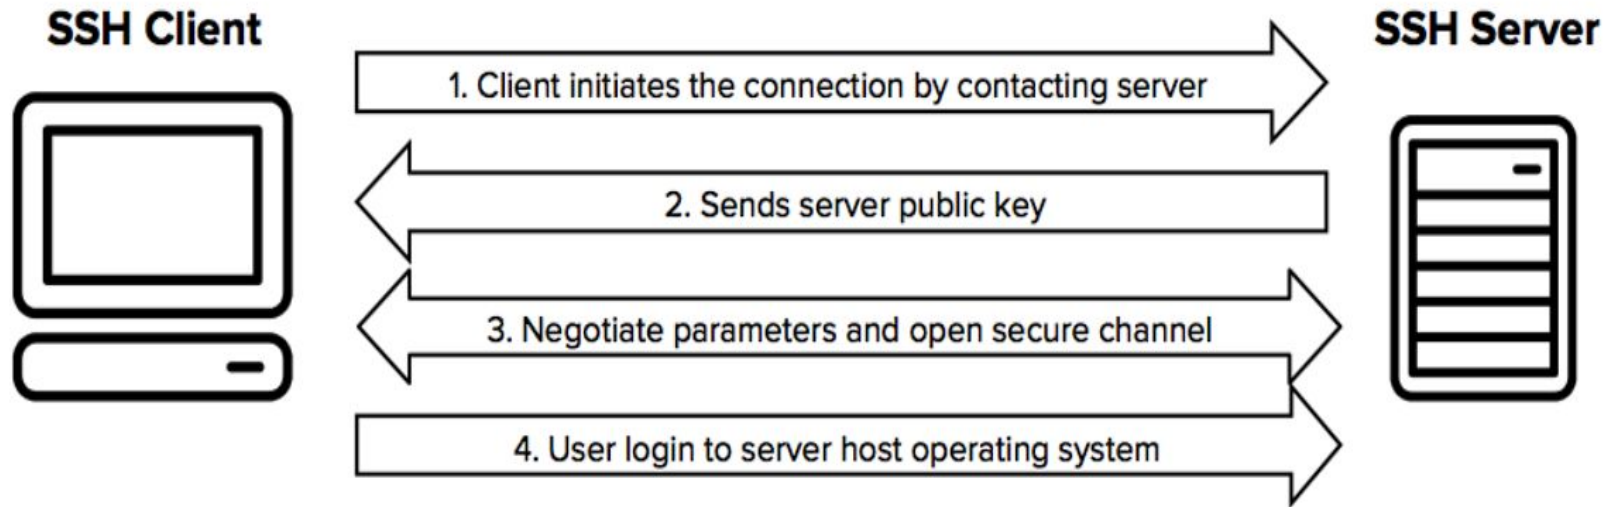 SSH Client
SSH Server
1. Client initiates the connection by contacting server
2. Sends server public key
3. Negotiate parameters and open secure channel
4. User login to server host operating system